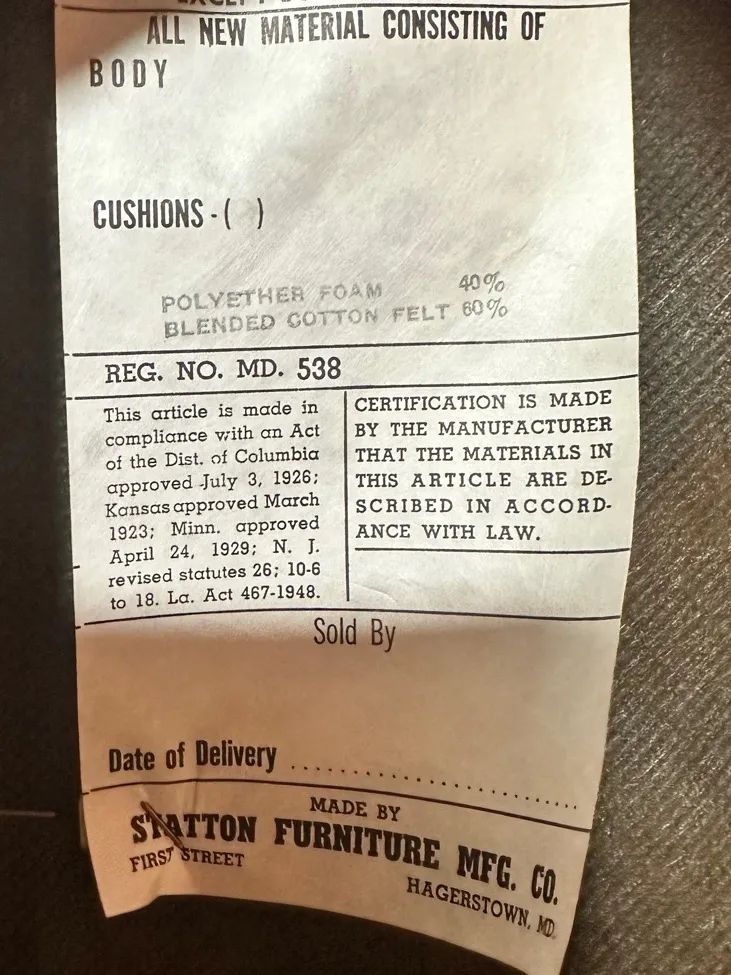 ALL NEW MATERIAL CONSISTING OF
BODY
CUSHIONS - ( )
POLYETHER FOAM 40%
BLENDED COTTON FELT 60%
REG. NO. MD. 538
This article is made in
compliance with an Act
of the Dist. of Columbia
approved July 3, 1926;
Kansas approved March
1923; Minn. approved
April 24, 1929; N. J.
revised statutes 26; 10-6
to 18. La. Act 467-1948.
CERTIFICATION IS MADE
BY THE MANUFACTURER
THAT THE MATERIALS IN
THIS ARTICLE ARE DE-
SCRIBED IN ACCORD-
ANCE WITH LAW.
Sold By
Date of Delivery ..............................
MADE BY
STATTON FURNITURE MFG. CO.
FIRST STREET
HAGERSTOWN, MD.